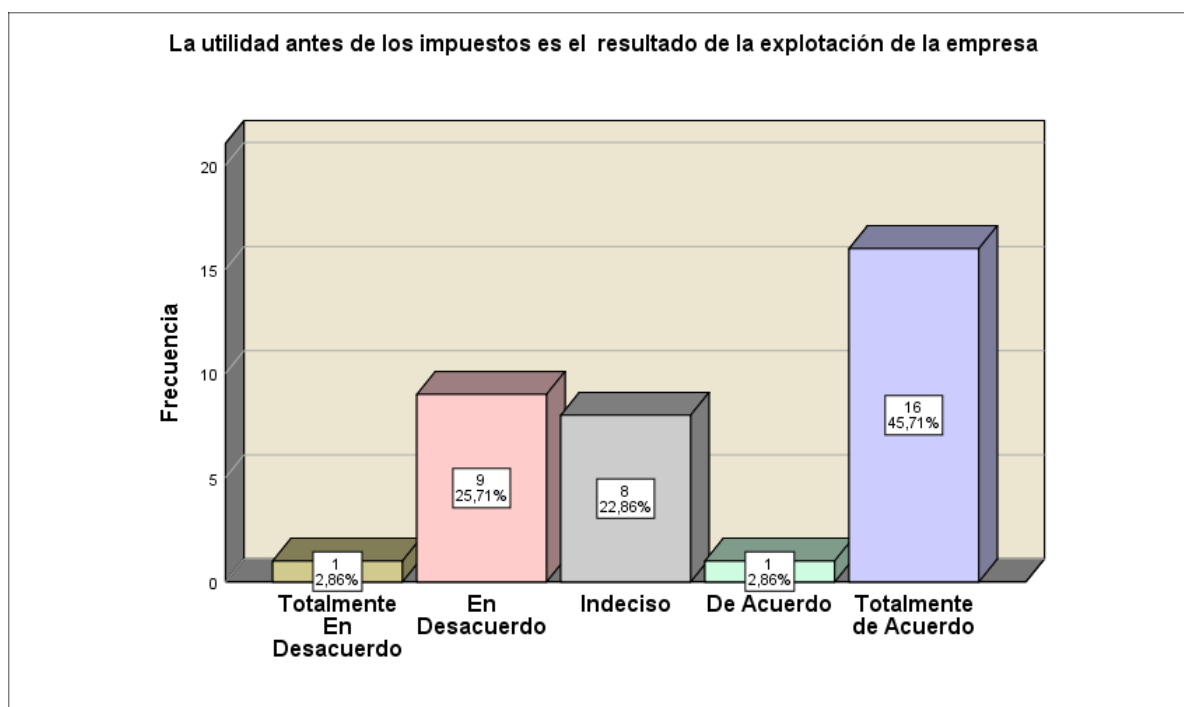 La utilidad antes de los impuestos es el resultado de la explotación de la empresa
Frecuencia
20
15
10
5
0
1
2,86%
9
25,71%
8
22,86%
1
2,86%
16
45,71%
Totalmente
En
Desacuerdo
En
Desacuerdo
Indeciso
De Acuerdo
Totalmente
de Acuerdo